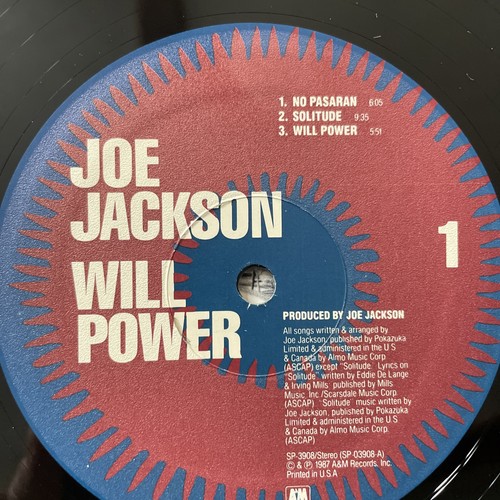 1. NO PASARAN 6:05
2. SOLITUDE 9:35
3. WILL POWER 5:51
JOE
JACKSON
WILL
POWER
1
PRODUCED BY JOE JACKSON
All songs written & arranged by
Joe Jackson, published by Pokazuka
Limited & administered in the U.S
& Canada by Almo Music Corp.
(ASCAP) except "Solitude." Lyrics on
"Solitude" written by Eddie De Lange
& Irving Mills, published by Mills
Music, Inc./Scarsdale Music Corp.
(ASCAP). "Solitude" music written by
Joe Jackson, published by Pokazuka
Limited & administered in the U.S
& Canada by Almo Music Corp.
(ASCAP)
SP-3908/Stereo (SP-03908-A)
© & ℗ 1987 A&M Records, Inc.
Printed in U.S.A
A&M